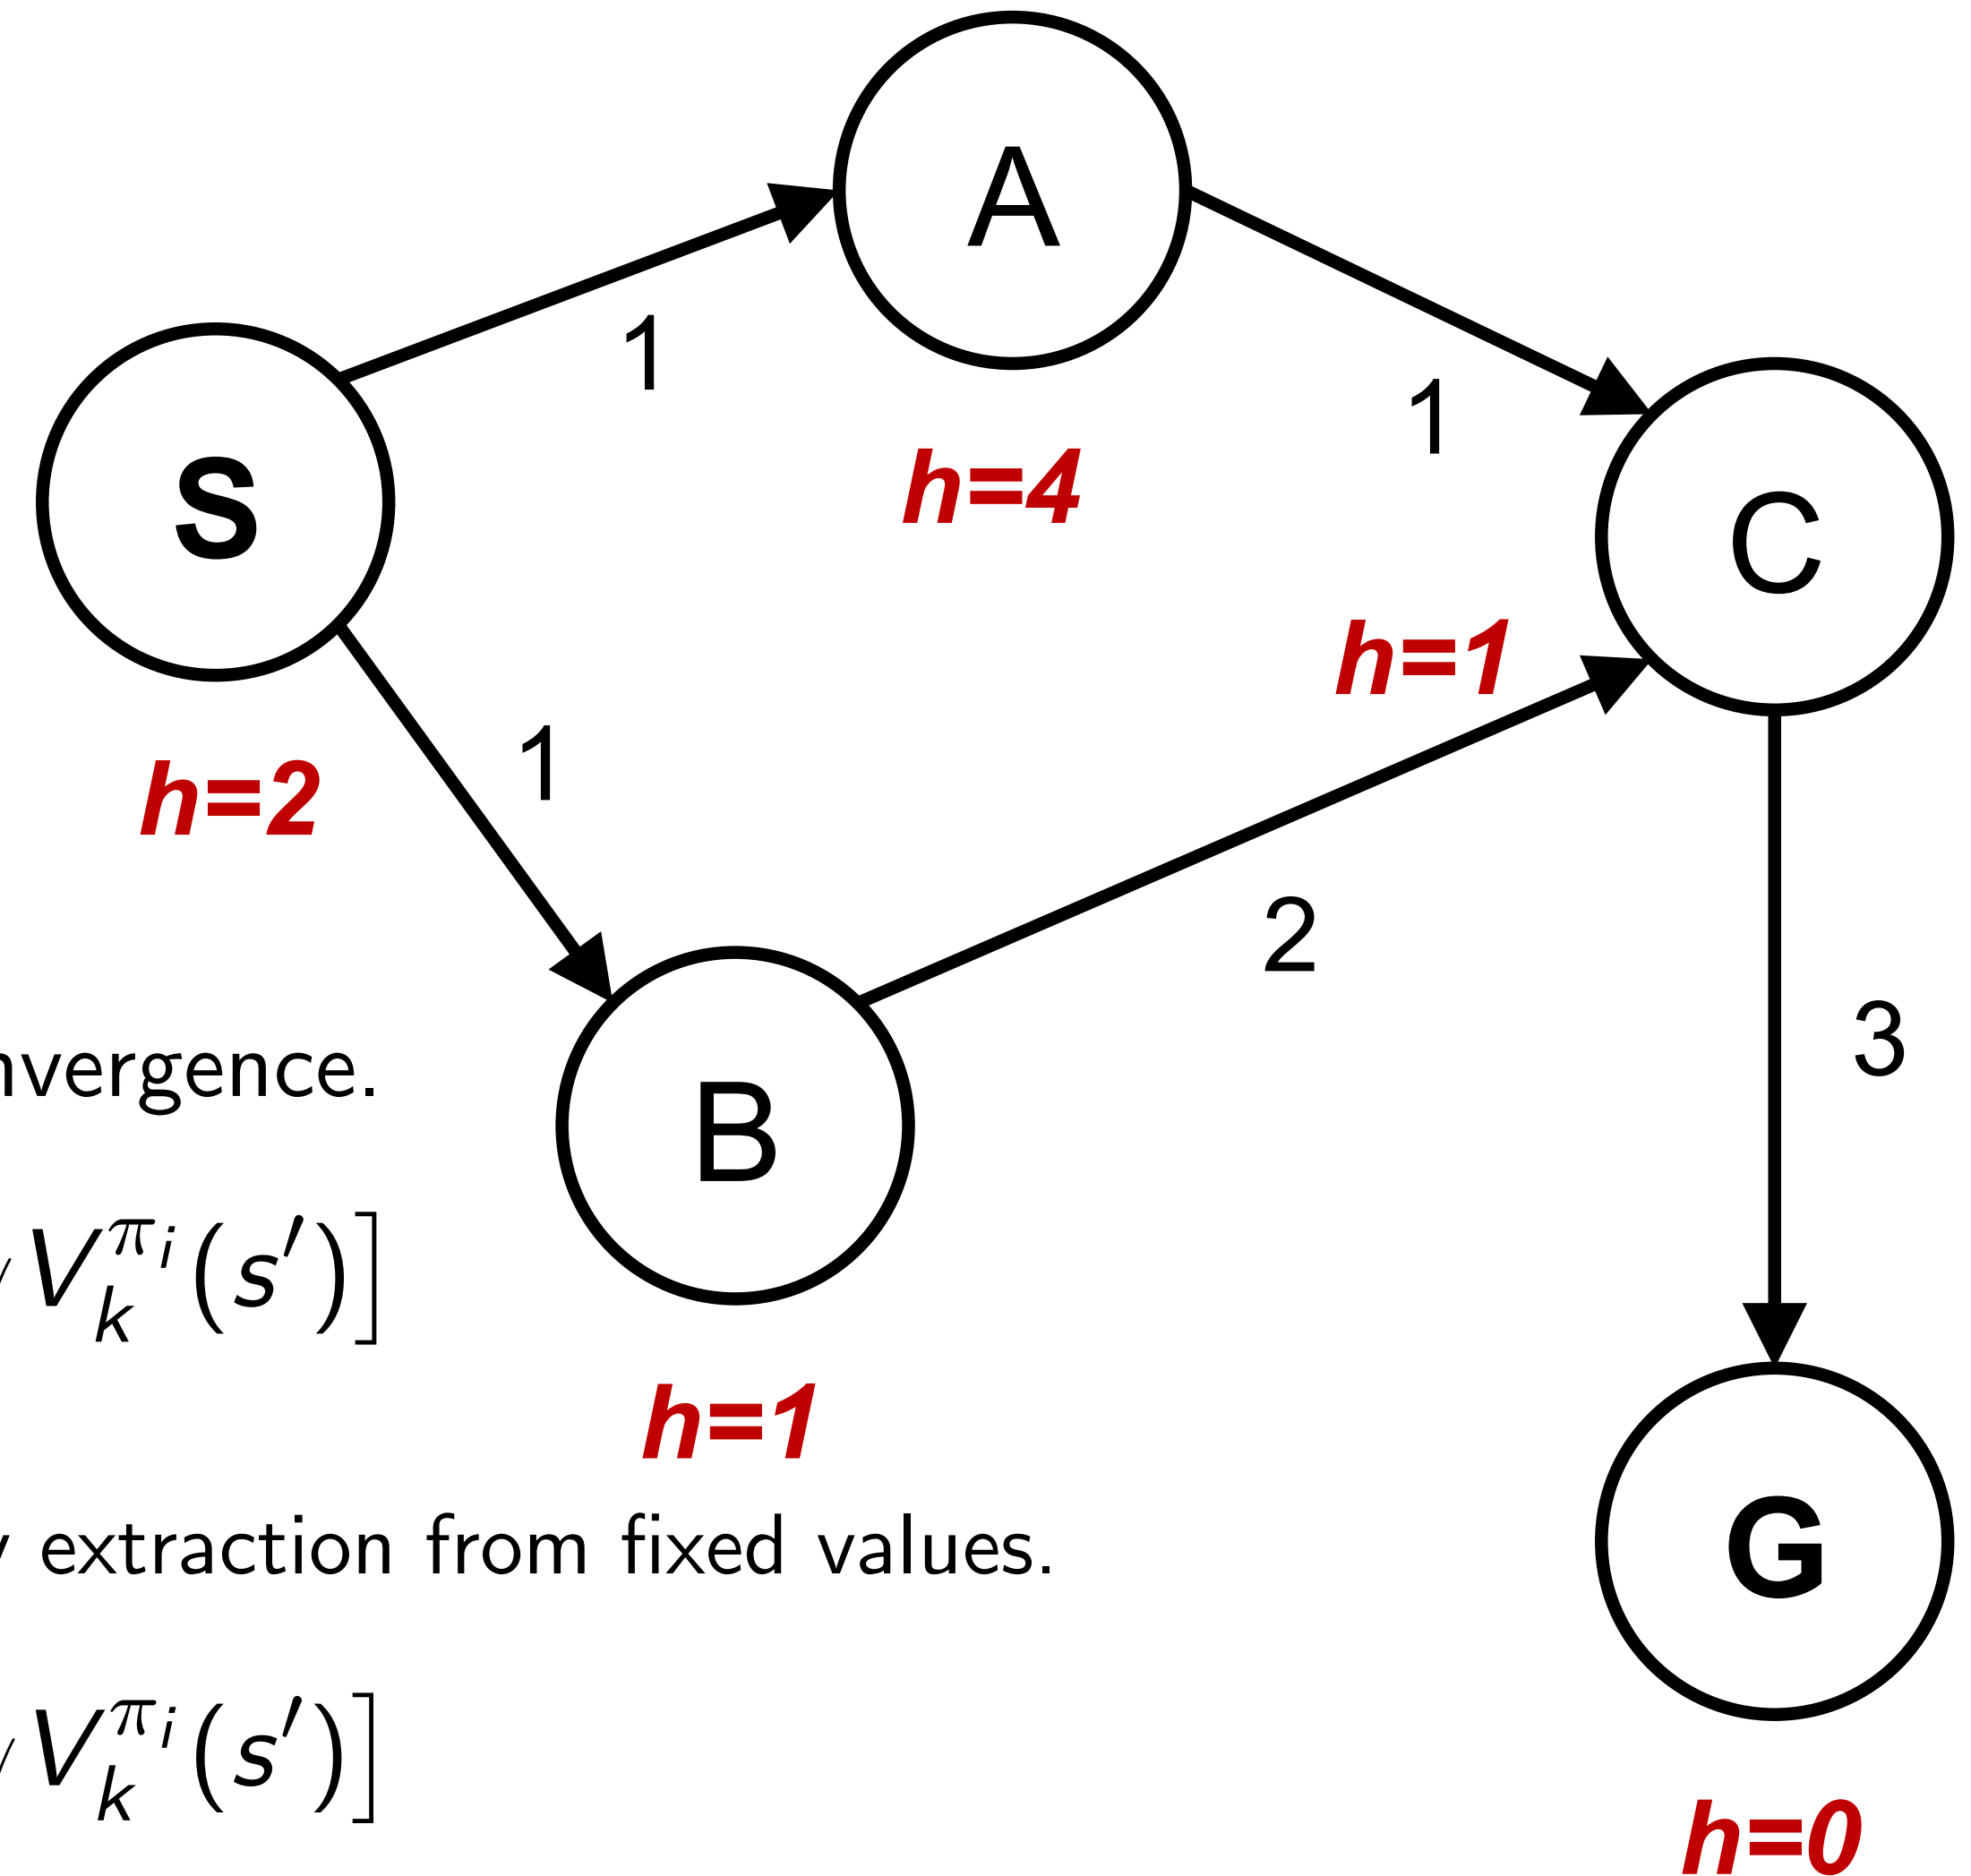 A
1
S
1
C
h=4
h=1
h=2
1
2
3
nvergence.
B
V_k^{π_i}(s′)]
h=1
extraction from fixed values.
G
V_k^{π_i}(s′)]
h=0